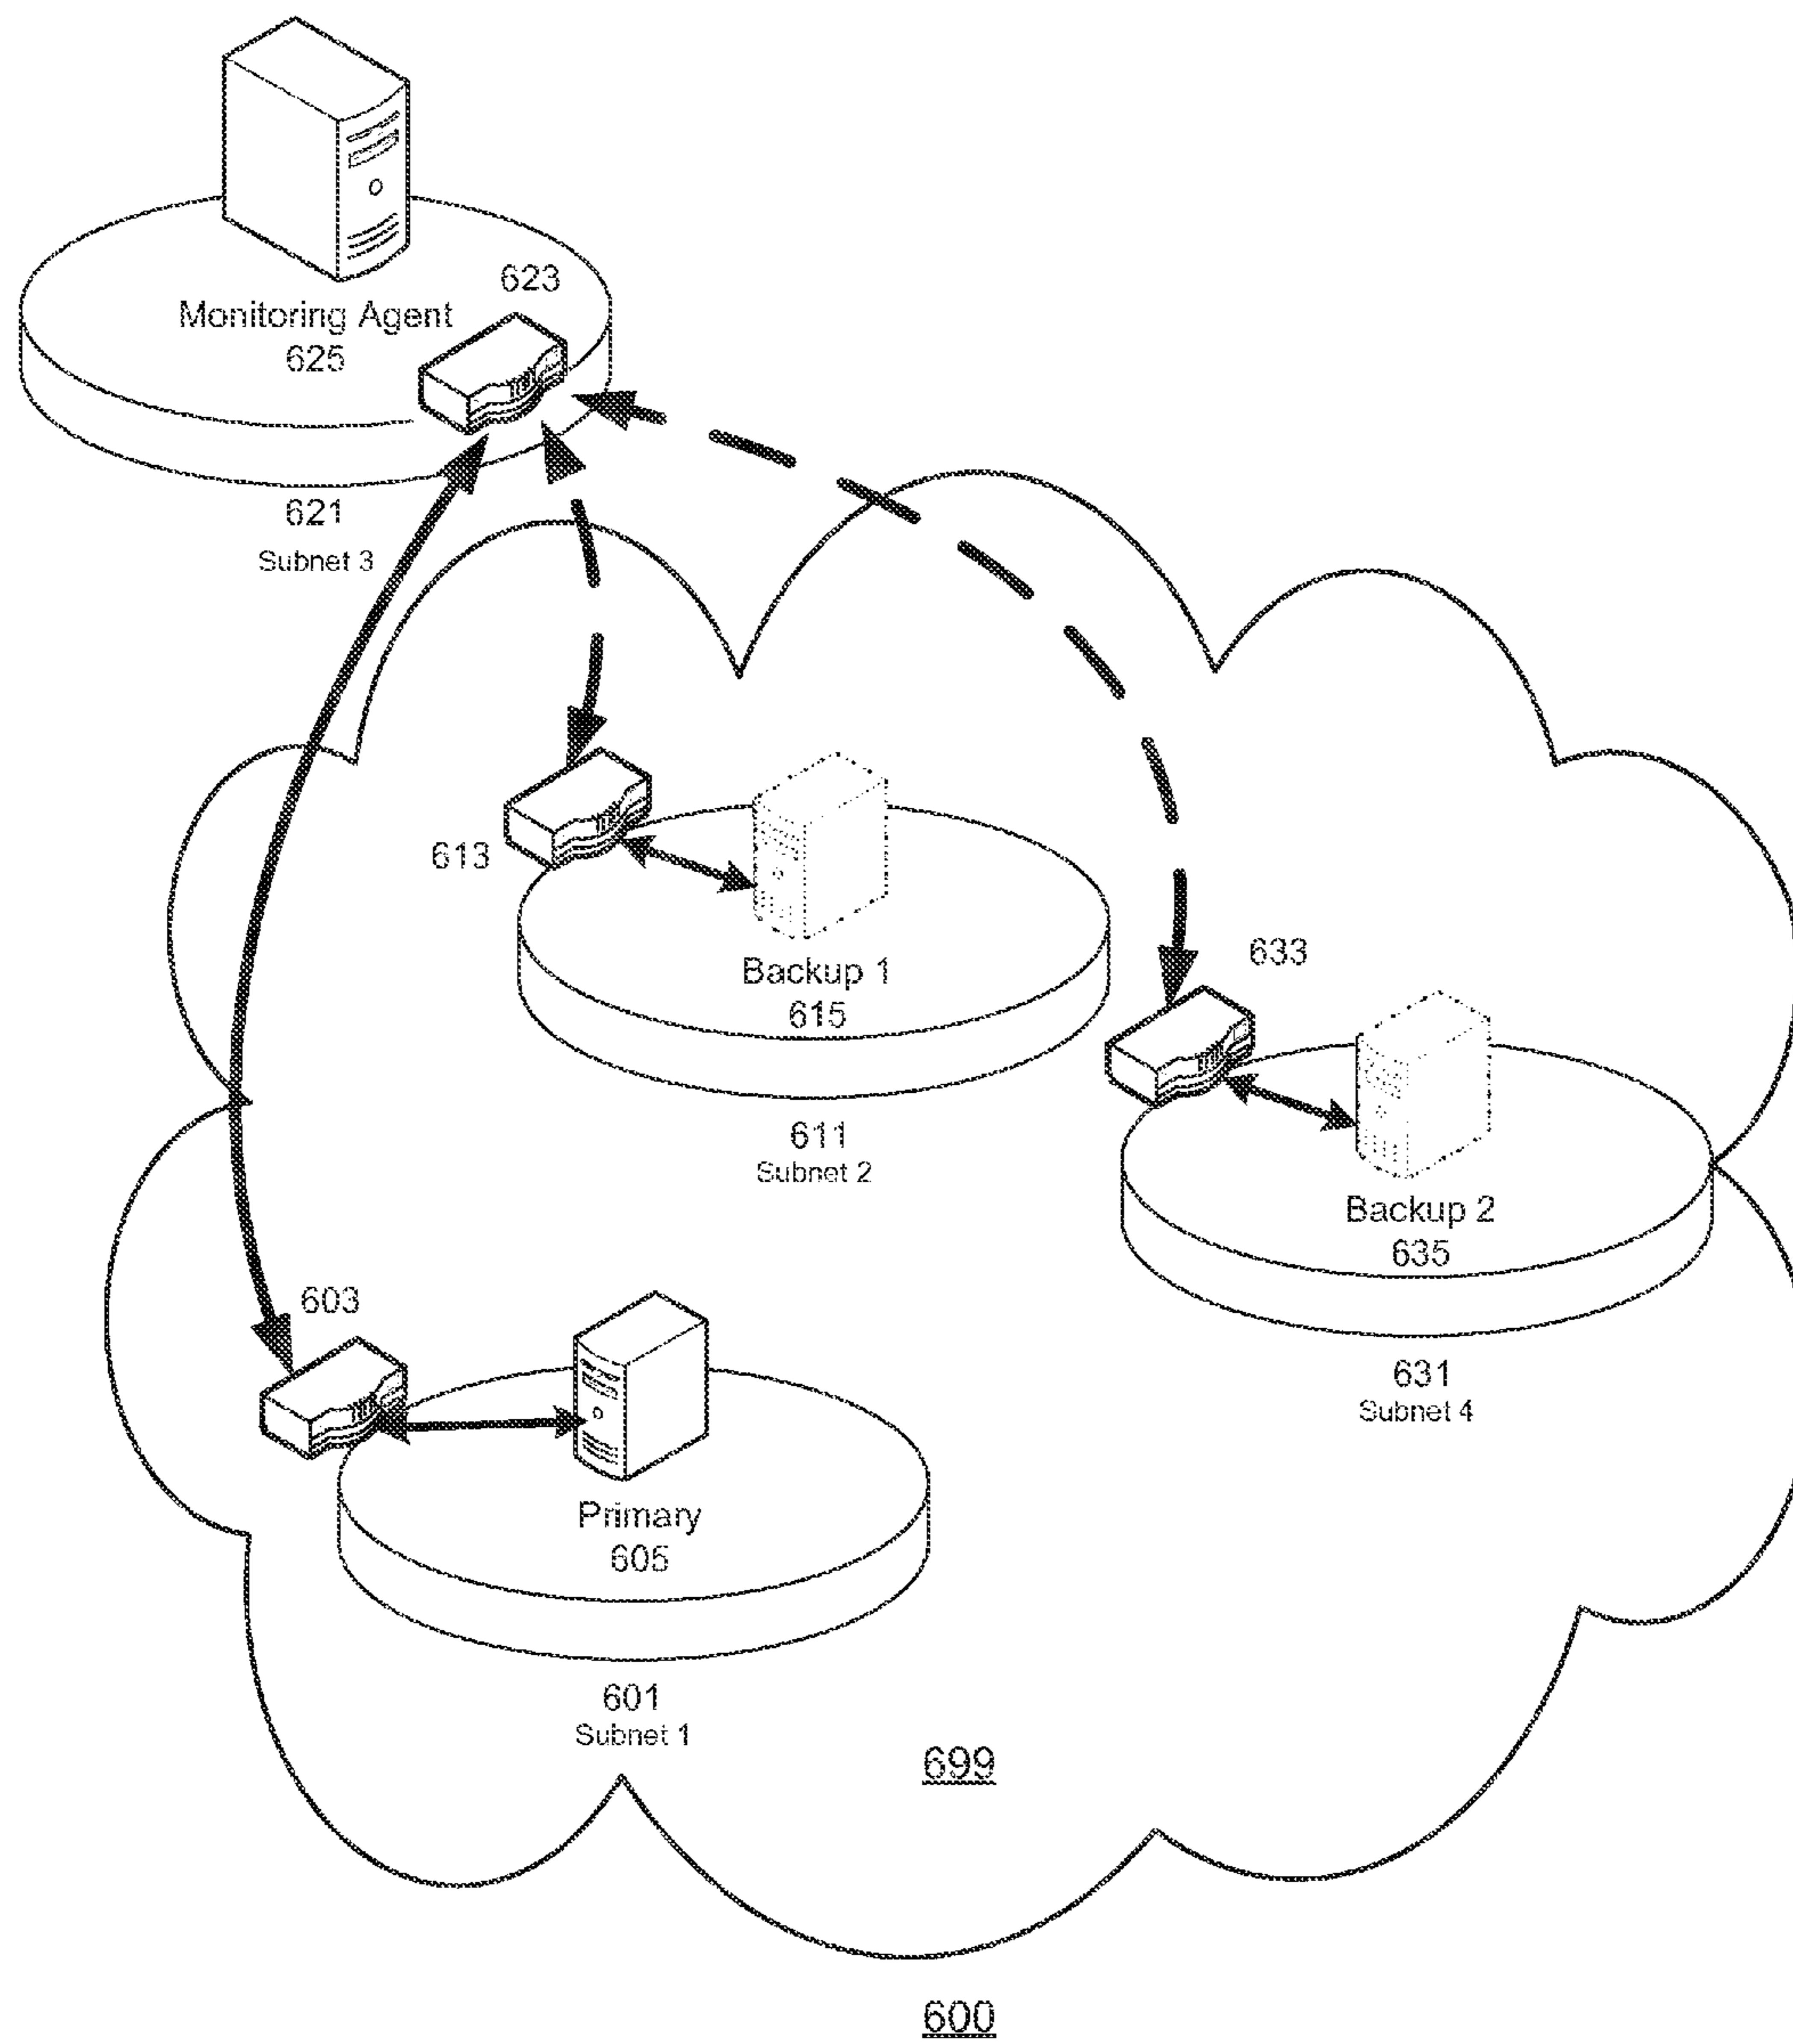 623
Monitoring Agent
625
621
Subnet 3
613
Backup 1
615
633
611
Subnet 2
Backup 2
635
603
631
Subnet 4
Primary
605
601
Subnet 1
699
600